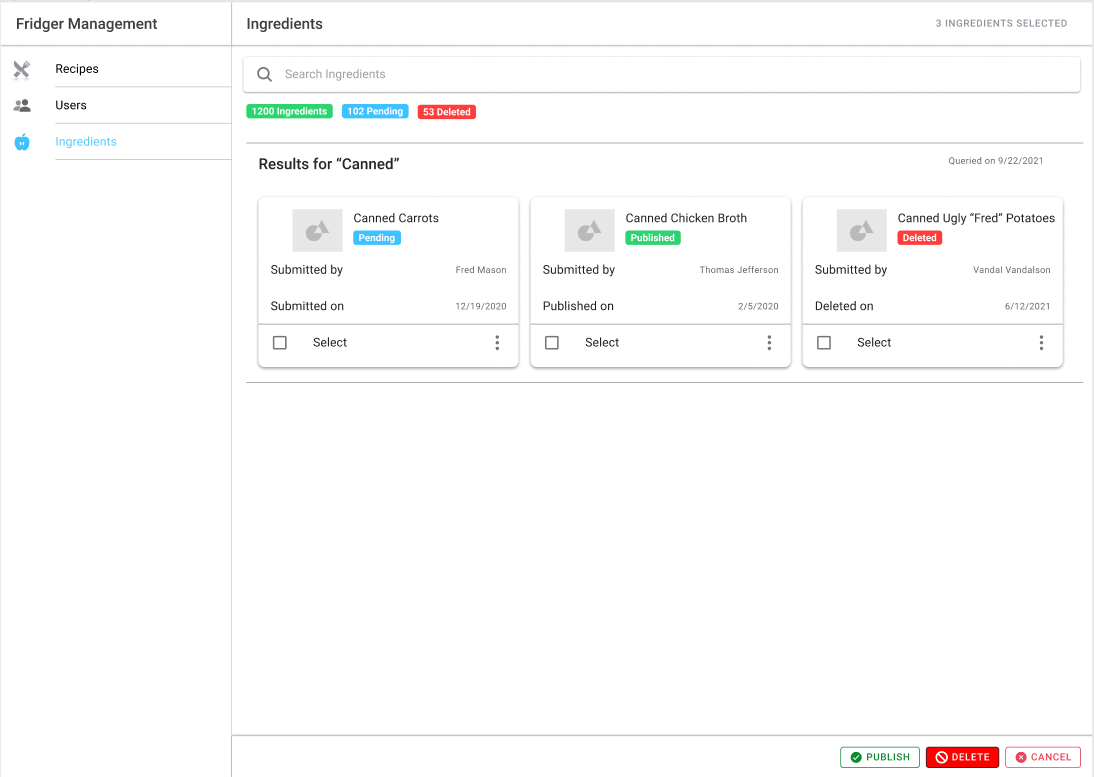 Fridger Management
Ingredients
3 INGREDIENTS SELECTED
Recipes
Users
Ingredients
Search Ingredients
1200 Ingredients
102 Pending
53 Deleted
Results for “Canned”
Queried on 9/22/2021
Canned Carrots
Pending
Submitted by
Fred Mason
Submitted on
12/19/2020
Select
Canned Chicken Broth
Published
Submitted by
Thomas Jefferson
Published on
2/5/2020
Select
Canned Ugly “Fred” Potatoes
Deleted
Submitted by
Vandal Vandalson
Deleted on
6/12/2021
Select
PUBLISH
DELETE
CANCEL